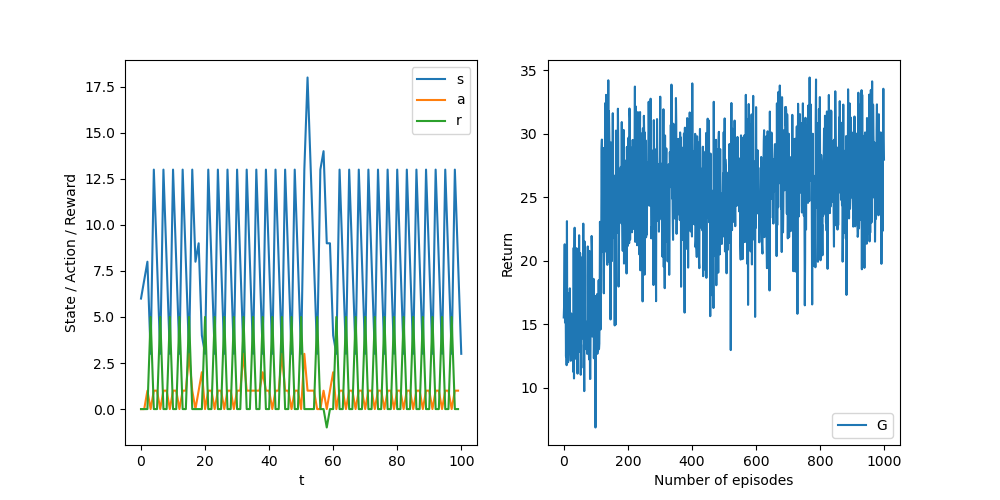 17.5
15.0
12.5
10.0
7.5
5.0
2.5
0.0
State / Action / Reward
s
a
r
0 20 40 60 80 100
t
35
30
25
20
15
10
Return
G
0 200 400 600 800 1000
Number of episodes